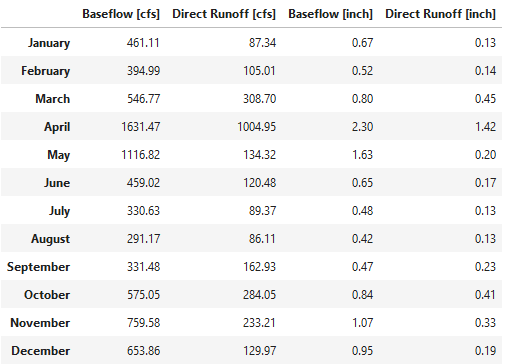 Baseflow [cfs] Direct Runoff [cfs] Baseflow [inch] Direct Runoff [inch]
January 461.11 87.34 0.67 0.13
February 394.99 105.01 0.52 0.14
March 546.77 308.70 0.80 0.45
April 1631.47 1004.95 2.30 1.42
May 1116.82 134.32 1.63 0.20
June 459.02 120.48 0.65 0.17
July 330.63 89.37 0.48 0.13
August 291.17 86.11 0.42 0.13
September 331.48 162.93 0.47 0.23
October 575.05 284.05 0.84 0.41
November 759.58 233.21 1.07 0.33
December 653.86 129.97 0.95 0.19